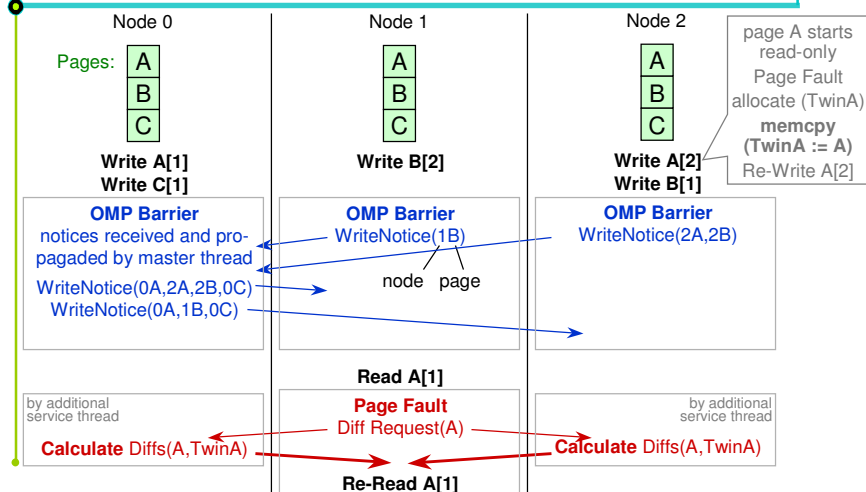 Node 0
Node 1
Node 2
Pages:
A
B
C
A
B
C
A
B
C
page A starts
read-only
Page Fault
allocate (TwinA)
memcpy
(TwinA := A)
Re-Write A[2]
Write A[1]
Write C[1]
Write B[2]
Write A[2]
Write B[1]
OMP Barrier
notices received and pro-
pagaded by master thread
WriteNotice(0A,2A,2B,0C)
WriteNotice(0A,1B,0C)
OMP Barrier
WriteNotice(1B)
node page
OMP Barrier
WriteNotice(2A,2B)
Read A[1]
by additional
service thread
Calculate Diffs(A,TwinA)
Page Fault
Diff Request(A)
by additional
service thread
Calculate Diffs(A,TwinA)
Re-Read A[1]